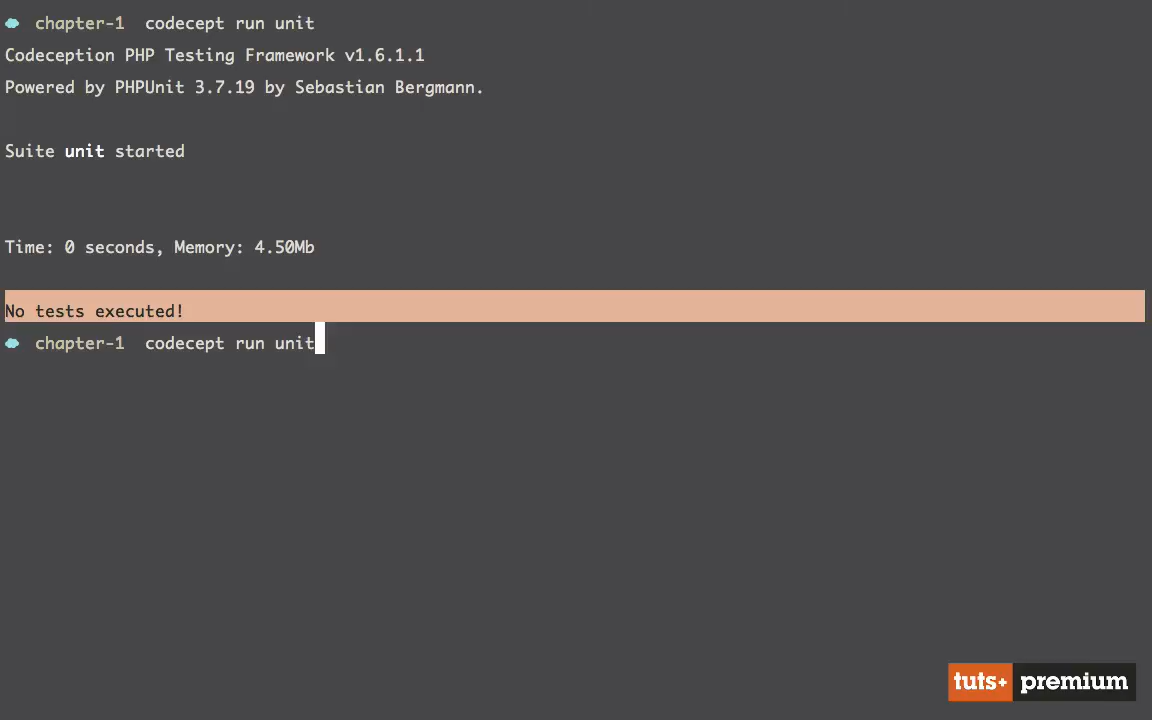 chapter-1 codecept run unit
Codeception PHP Testing Framework v1.6.1.1
Powered by PHPUnit 3.7.19 by Sebastian Bergmann.
Suite unit started
Time: 0 seconds, Memory: 4.50Mb
No tests executed!
chapter-1 codecept run unit
tuts+ premium